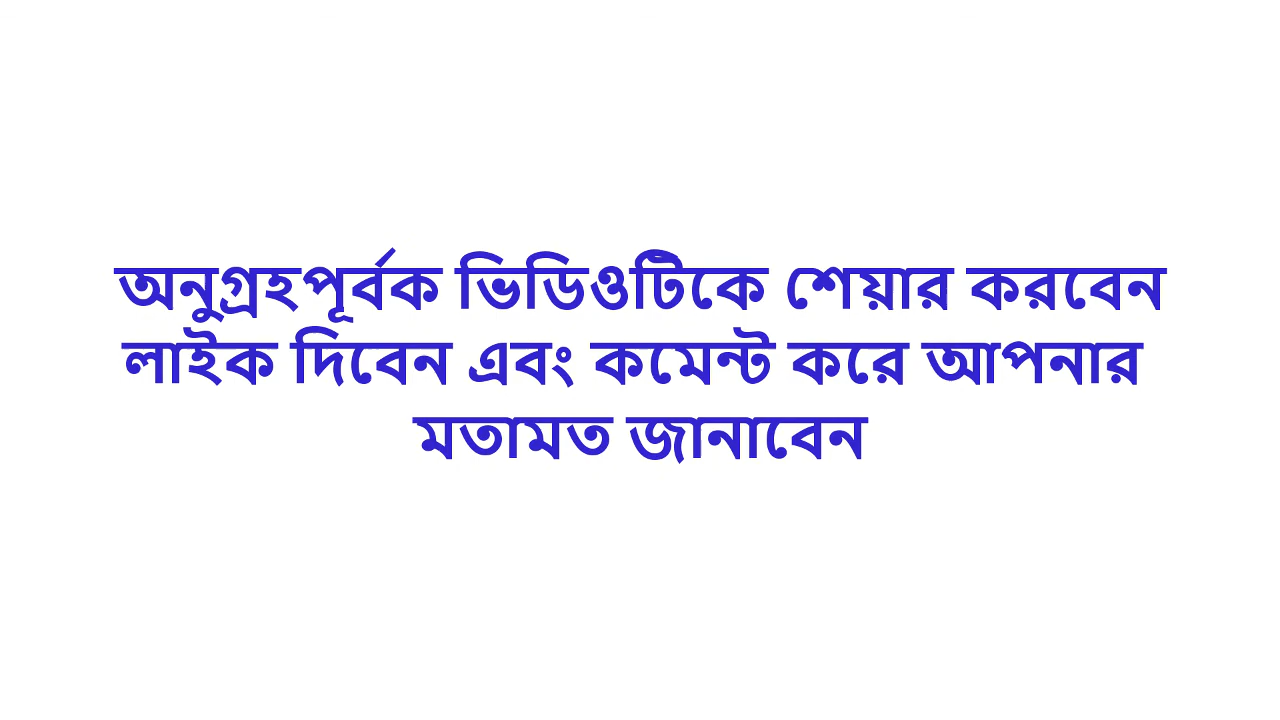 অনুগ্রহপূর্বক ভিডিওটিকে শেয়ার করবেন
লাইক দিবেন এবং কমেন্ট করে আপনার
মতামত জানাবেন